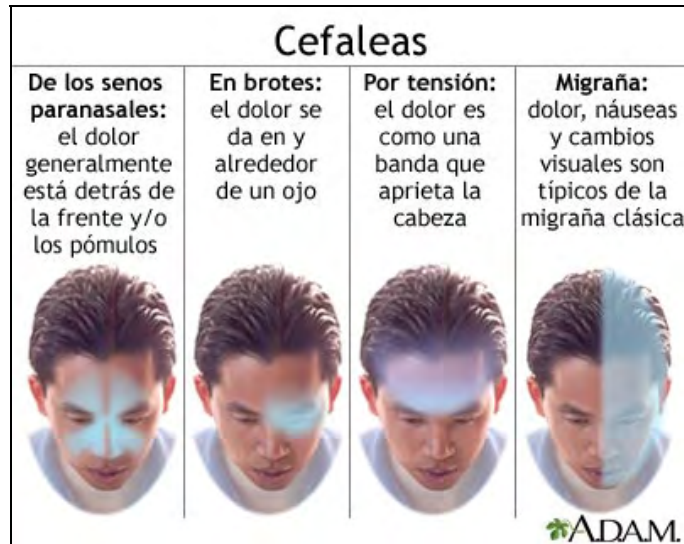 Cefaleas
De los senos
paranasales:
el dolor
generalmente
está detrás de
la frente y/o
los pómulos
En brotes:
el dolor se
da en y
alrededor
de un ojo
Por tensión:
el dolor es
como una
banda que
aprieta la
cabeza
Migraña:
dolor, náuseas
y cambios
visuales son
típicos de la
migraña clásica
A.D.A.M.